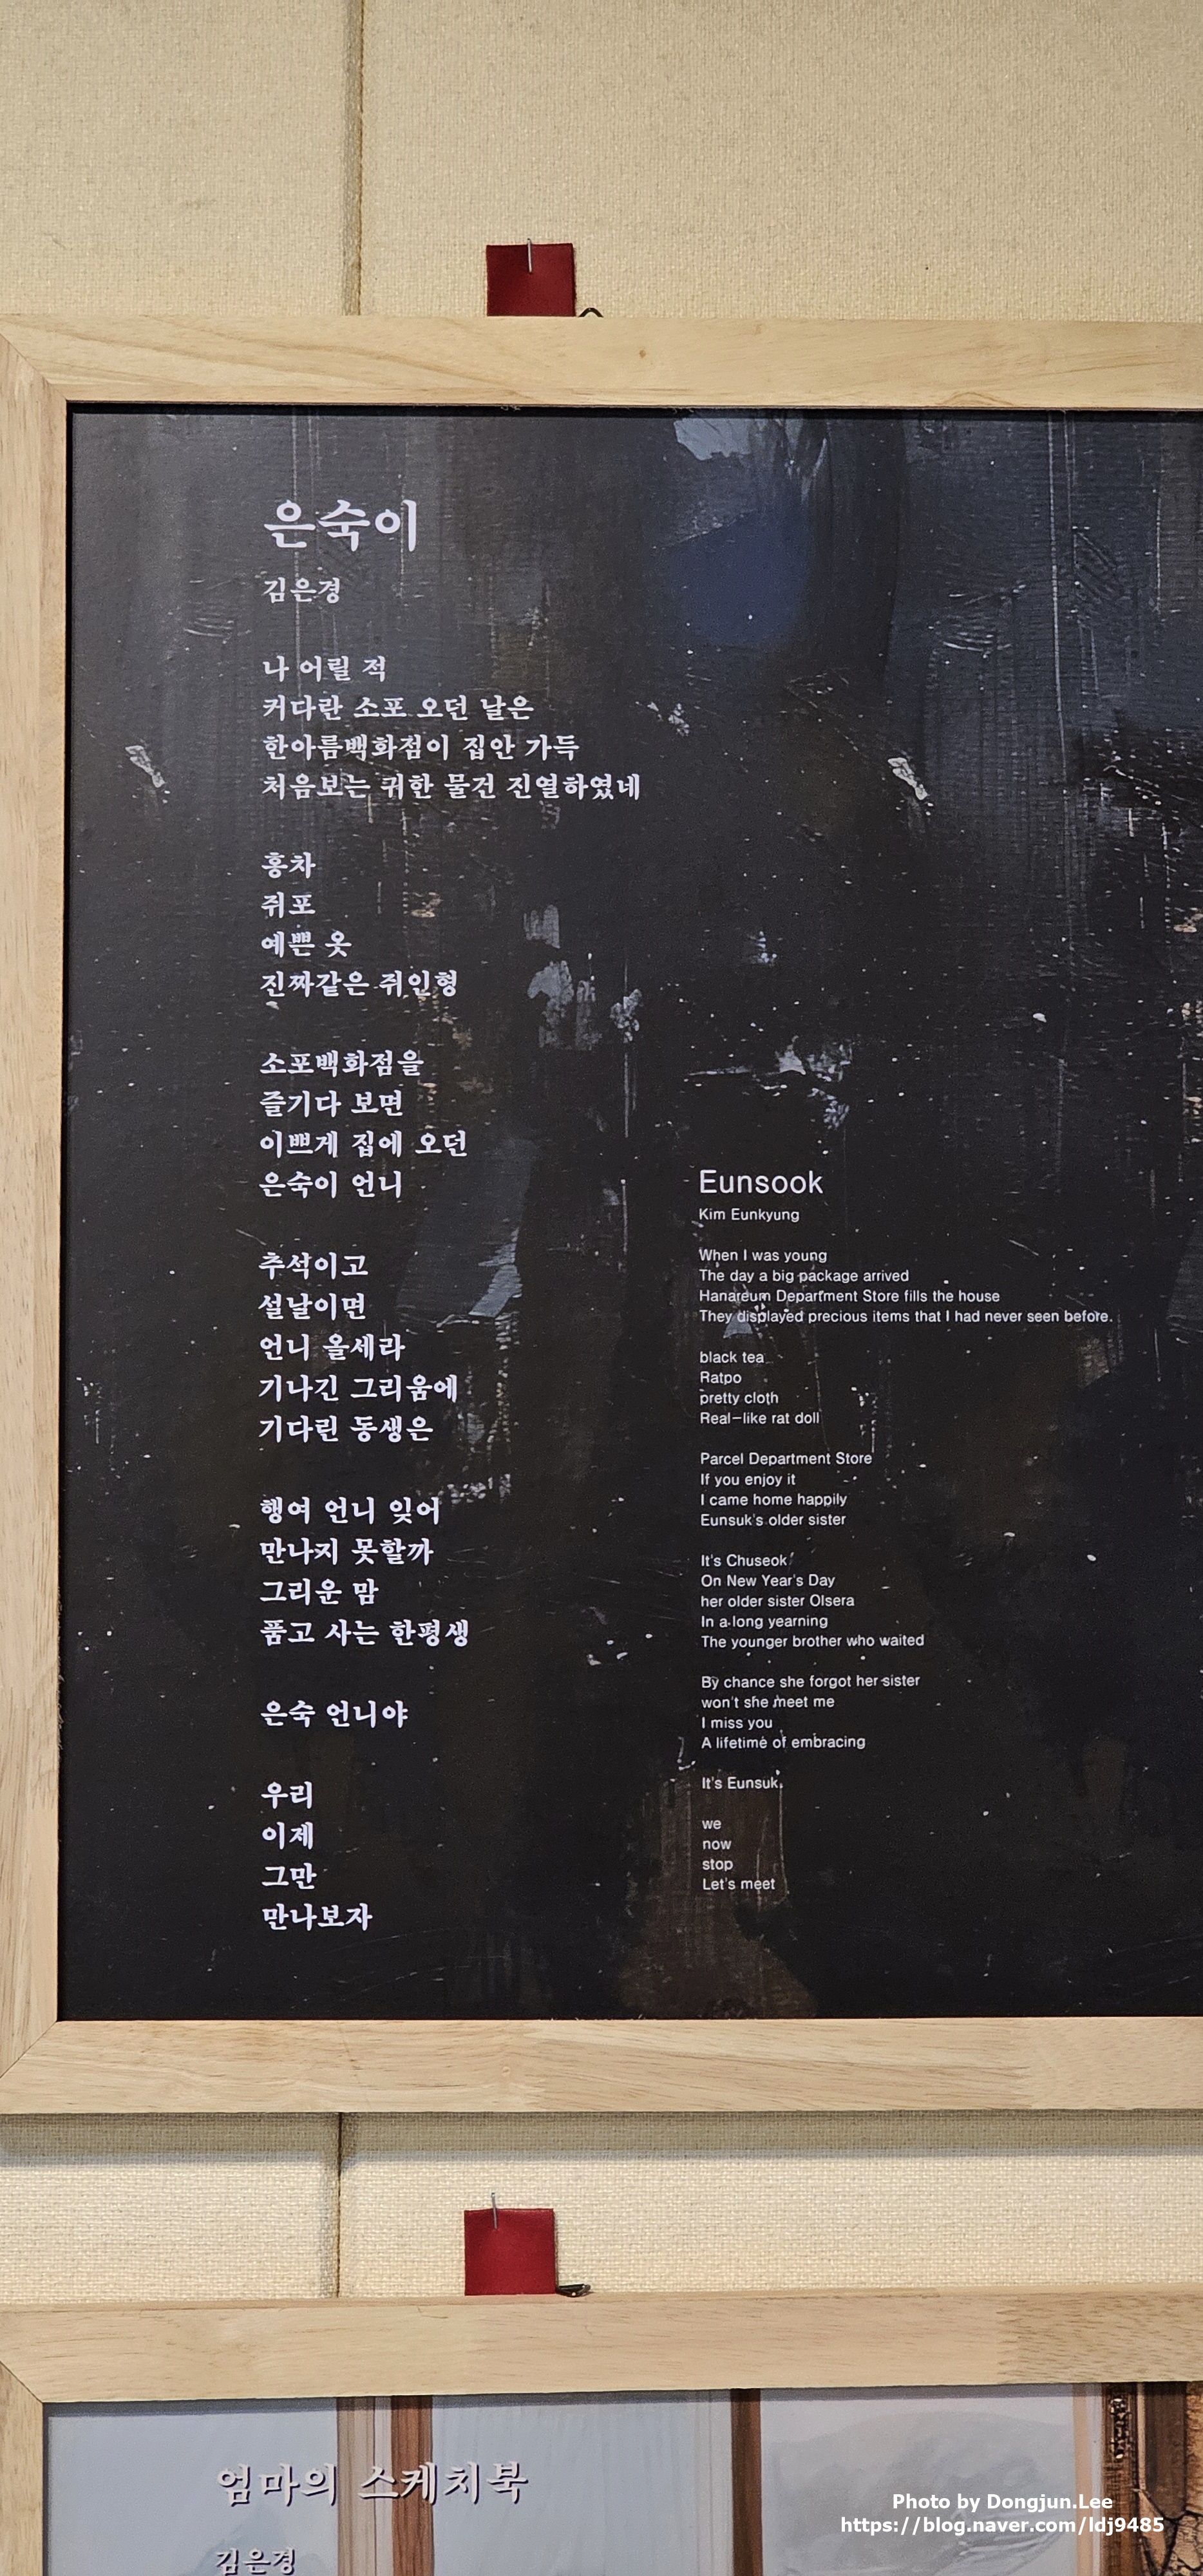 은숙이
김은경
나 어릴 적
커다란 소포 오던 날은
한아름백화점이 집안 가득
처음보는 귀한 물건 진열하였네
홍차
쥐포
예쁜 옷
진짜같은 쥐인형
소포백화점을
즐기다 보면
이쁘게 집에 오던
은숙이 언니
추석이고
설날이면
언니 올세라
기나긴 그리움에
기다린 동생은
행여 언니 잊어
만나지 못할까
그리운 맘
품고 사는 한평생
은숙 언니야
우리
이제
그만
만나보자
Eunsook
Kim Eunkyung
When I was young
The day a big package arrived
Hanareum Department Store fills the house
They displayed precious items that I had never seen before.
black tea
Ratpo
pretty cloth
Real-like rat doll
Parcel Department Store
If you enjoy it
I came home happily
Eunsuk's older sister
It's Chuseok
On New Year's Day
her older sister Olsera
In a long yearning
The younger brother who waited
By chance she forgot her sister
won't she meet me
I miss you
A lifetime of embracing
It's Eunsuk.
we
now
stop
Let's meet
엄마의 스케치북
김은경
Photo by Dongjun.Lee
https://blog.naver.com/ldj9485